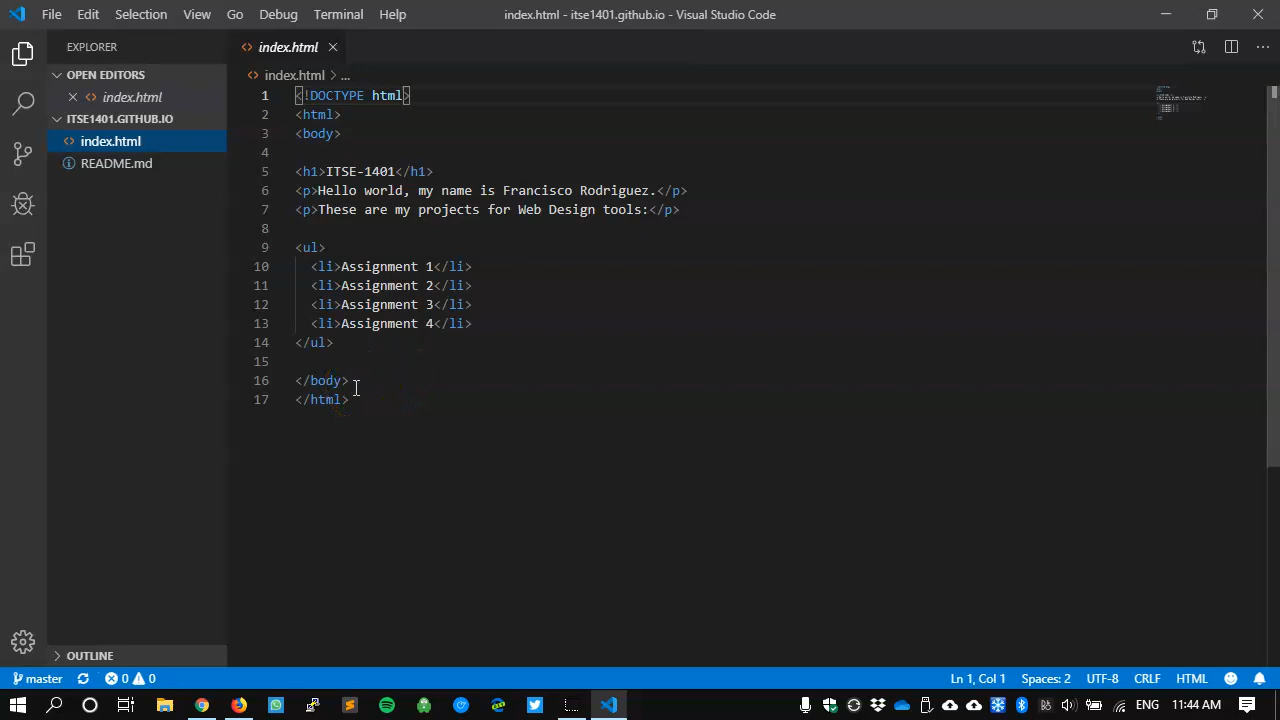 File Edit Selection View Go Debug Terminal Help
index.html - itse1401.github.io - Visual Studio Code
EXPLORER
OPEN EDITORS
index.html
ITSE1401.GITHUB.IO
index.html
README.md
OUTLINE
index.html
index.html > ...
1 <!DOCTYPE html>
2 <html>
3 <body>
4
5 <h1>ITSE-1401</h1>
6 <p>Hello world, my name is Francisco Rodriguez.</p>
7 <p>These are my projects for Web Design tools:</p>
8
9 <ul>
10 <li>Assignment 1</li>
11 <li>Assignment 2</li>
12 <li>Assignment 3</li>
13 <li>Assignment 4</li>
14 </ul>
15
16 </body>
17 </html>
master 0 0 Ln 1, Col 1 Spaces: 2 UTF-8 CRLF HTML
ENG 11:44 AM